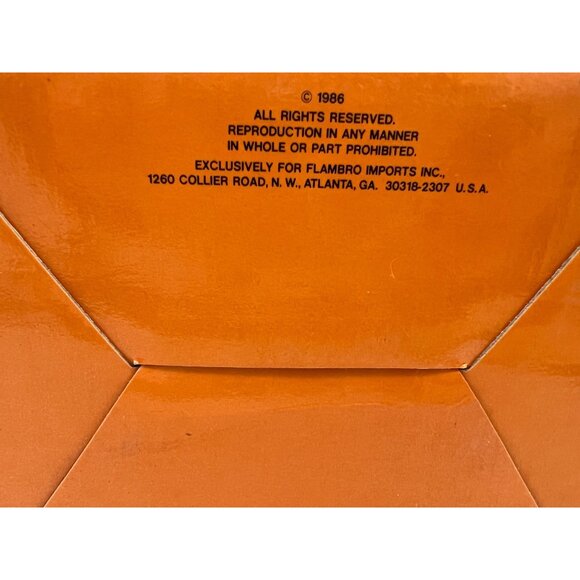 © 1986
ALL RIGHTS RESERVED.
REPRODUCTION IN ANY MANNER
IN WHOLE OR PART PROHIBITED.
EXCLUSIVELY FOR FLAMBRO IMPORTS INC.,
1260 COLLIER ROAD, N. W., ATLANTA, GA. 30318-2307 U.S.A.